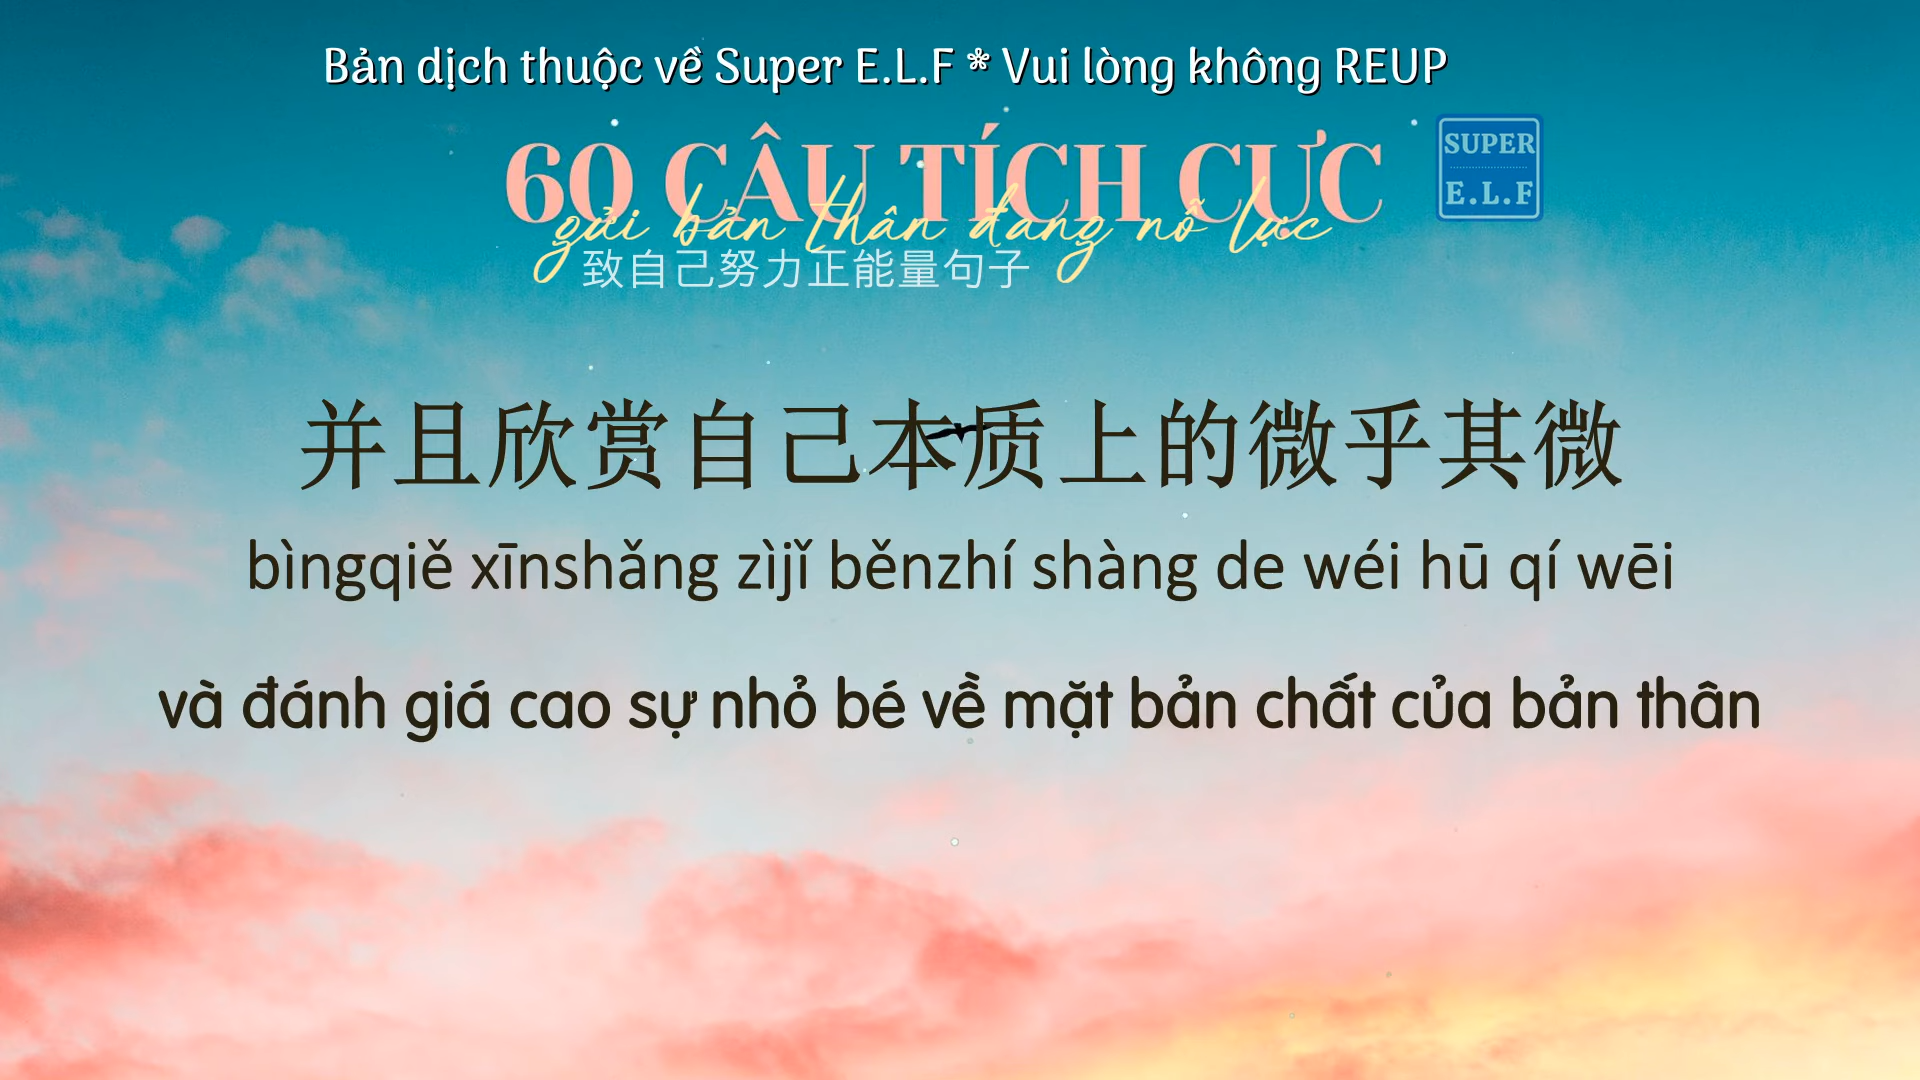 Bản dịch thuộc về Super E.L.F * Vui lòng không REUP
60 CÂU TÍCH CỰC
SUPER
E.L.F
gửi bản thân đang nỗ lực
致自己努力正能量句子
并且欣赏自己本质上的微乎其微
bìngqiě xīnshǎng zìjǐ běnzhí shàng de wéi hū qí wēi
và đánh giá cao sự nhỏ bé về mặt bản chất của bản thân